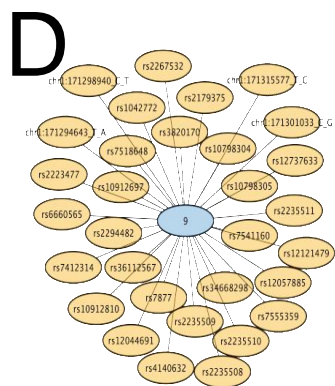 D
rs2267532
chr1:171298940_C_T
chr1:171315577_T_C
rs2179375
rs1042772
chr1:171301033_C_G
chr1:171294643_T_A
rs3820170
rs10798304
rs7518648
rs12737633
rs2223477
rs10912697
rs10798305
rs6660565
rs2235511
9
rs2294482
rs7541160
rs12121479
rs7412314
rs36112567
rs12057885
rs34668298
rs7877
rs10912810
rs7555359
rs2235509
rs12044691
rs2235510
rs4140632
rs2235508